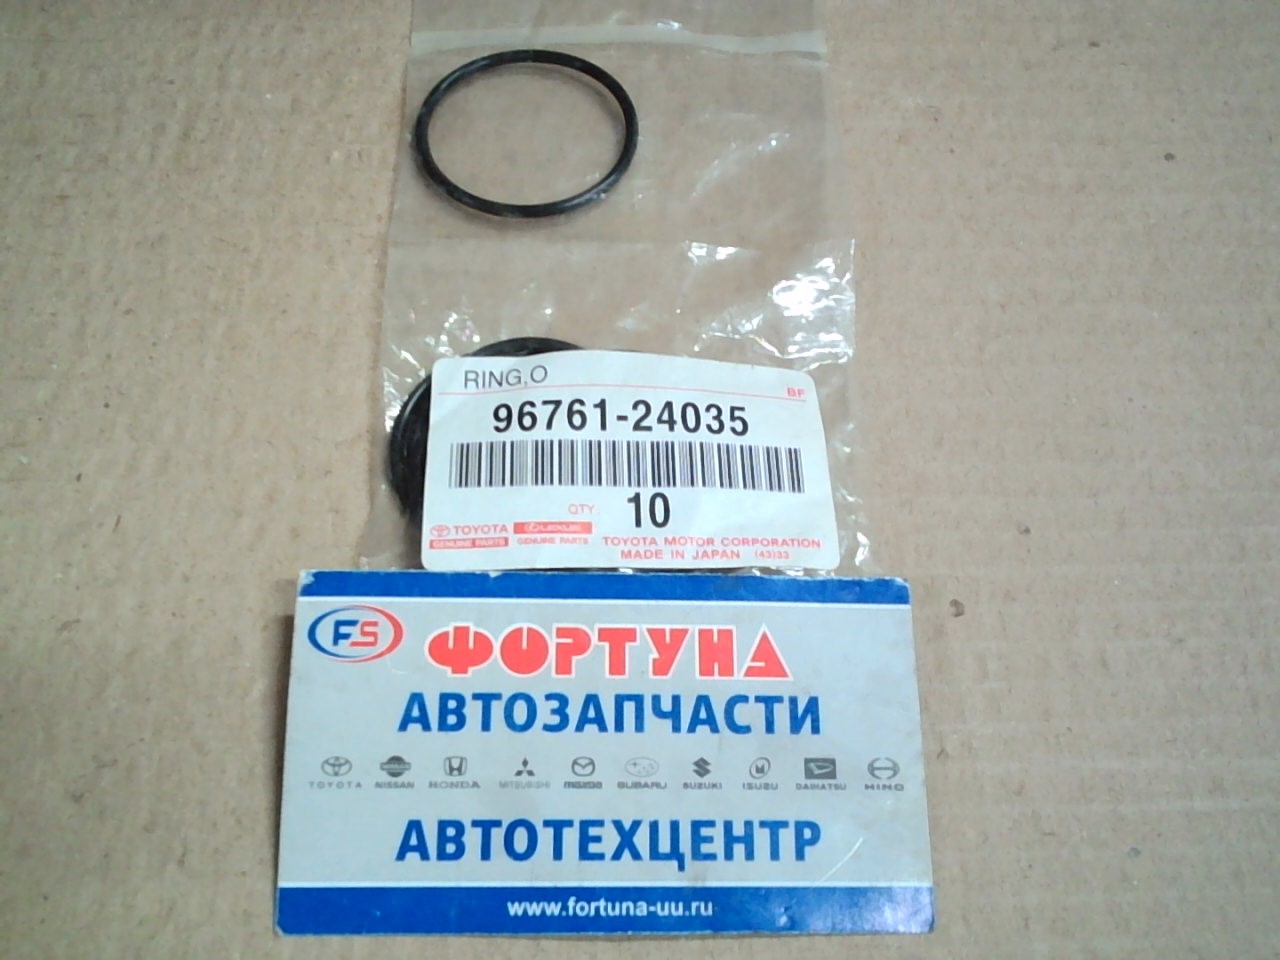 RING,O
BF
96761-24035
QTY 10
TOYOTA LEXUS
GENUINE PARTS GENUINE PARTS
TOYOTA MOTOR CORPORATION
MADE IN JAPAN (43)33
FS ФОРТУНА
АВТОЗАПЧАСТИ
TOYOTA NISSAN HONDA MITSUBISHI mazda SUBARU SUZUKI ISUZU DAIHATSU HINO
АВТОТЕХЦЕНТР
www.fortuna-uu.ru